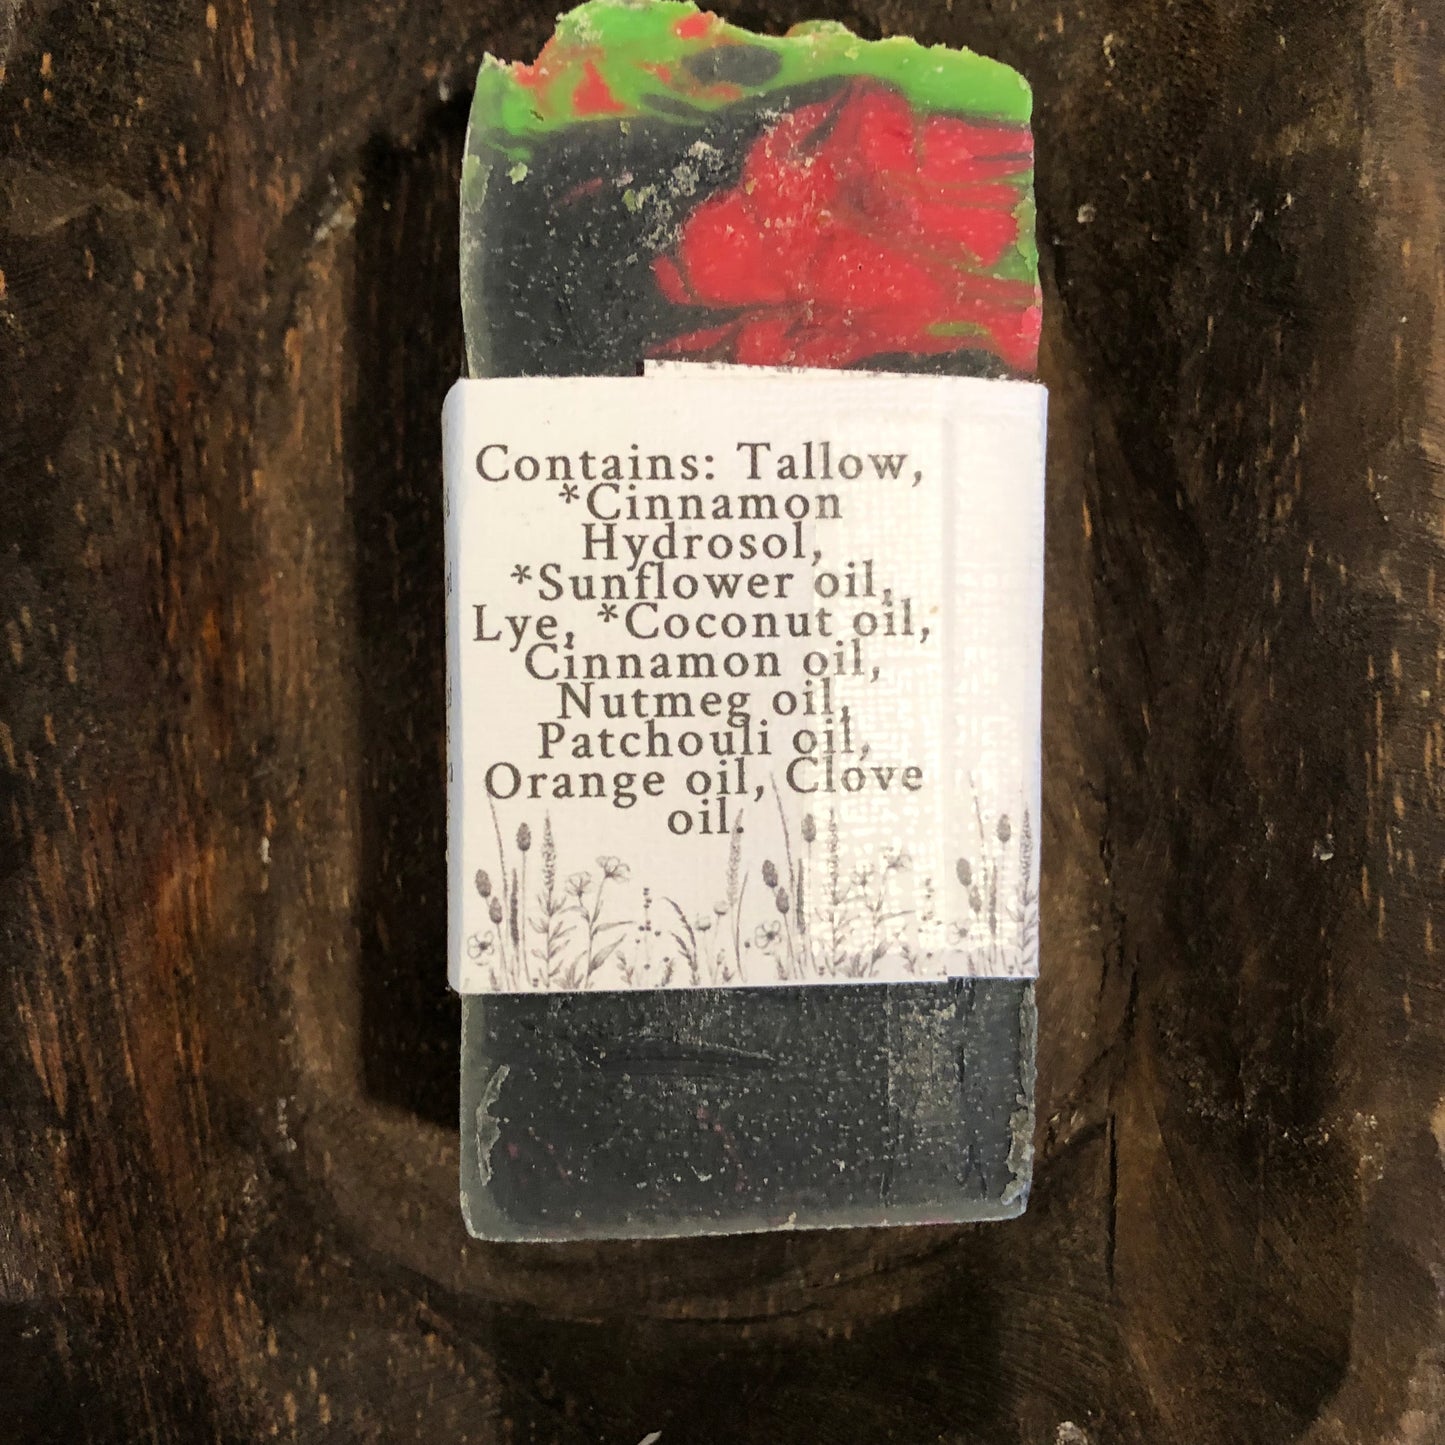 Contains: Tallow,
*Cinnamon
Hydrosol,
*Sunflower oil,
Lye, *Coconut oil,
Cinnamon oil,
Nutmeg oil,
Patchouli oil,
Orange oil, Clove
oil.